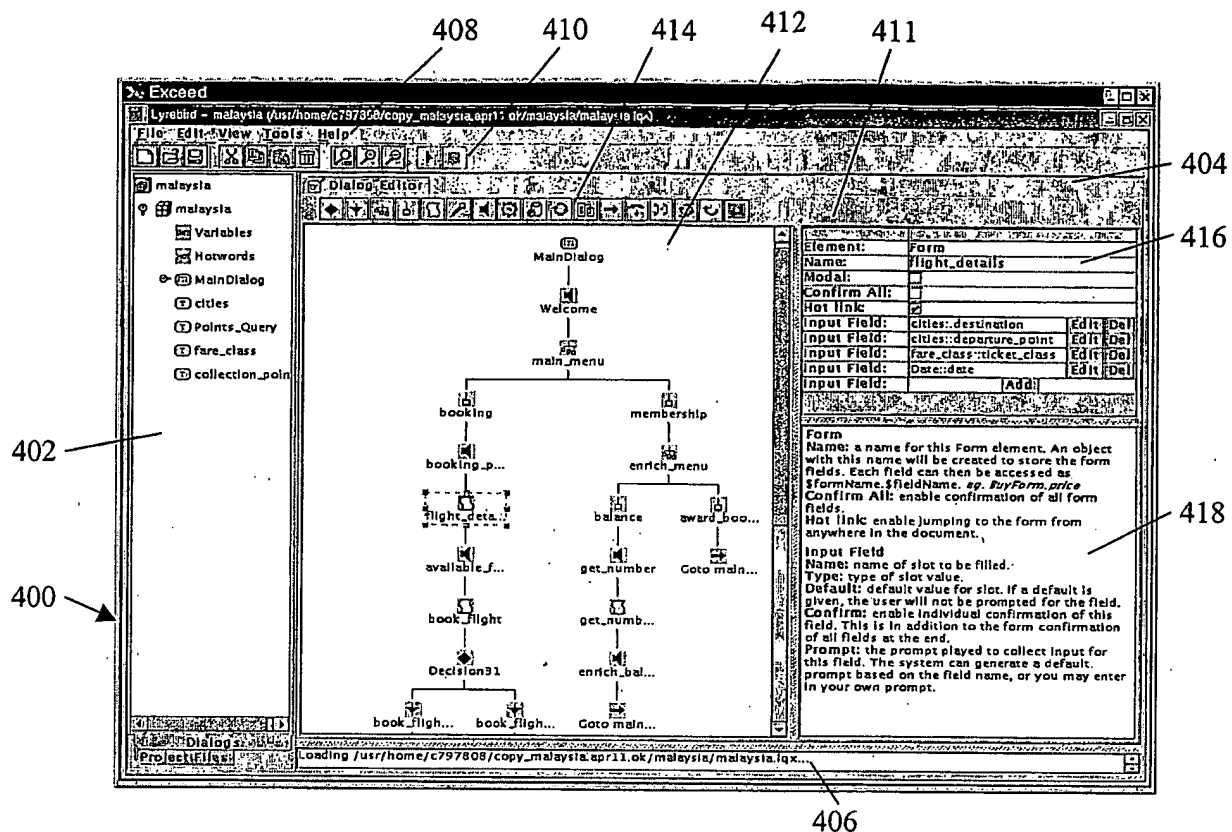 408 410 414 412 411
Exceed
Lyrebird - malaysia
File Edit View Tools Help
404
malaysia
malaysia
Variables
Hotwords
MainDialog
cities
Points_Query
fare_class
collection_poin
Dialog Editor
MainDialog
Welcome
main_menu
booking membership
booking_p... enrich_menu
flight_deta... balance award_boo...
available_f... get_number Goto main...
book_flight get_numb...
Decision31 enrich_bal...
book_fligh... book_fligh... Goto main...
Element: Form
Name: flight_details
416
Modal:
Confirm All:
Hot link:
Input Field: cities::destination Edit Del
Input Field: cities::departure_point Edit Del
Input Field: fare_class::ticket_class Edit Del
Input Field: Date::date Edit Del
Input Field: Add
Form
Name: a name for this Form element. An object
with this name will be created to store the form
fields. Each field can then be accessed as
$formName.$fieldName. eg. BuyForm.price
Confirm All: enable confirmation of all form
fields.
Hot link: enable jumping to the form from
anywhere in the document.
Input Field
Name: name of slot to be filled.
Type: type of slot value.
Default: default value for slot. If a default is
given, the user will not be prompted for the field.
Confirm: enable individual confirmation of this
field. This is in addition to the form confirmation
of all fields at the end.
Prompt: the prompt played to collect input for
this field. The system can generate a default
prompt based on the field name, or you may enter
in your own prompt.
402
418
400
Dialogs
Project Files
Loading /usr/home/c797808/copy_malaysia.apr11.ok/malaysia/malaysia.lqx...
406